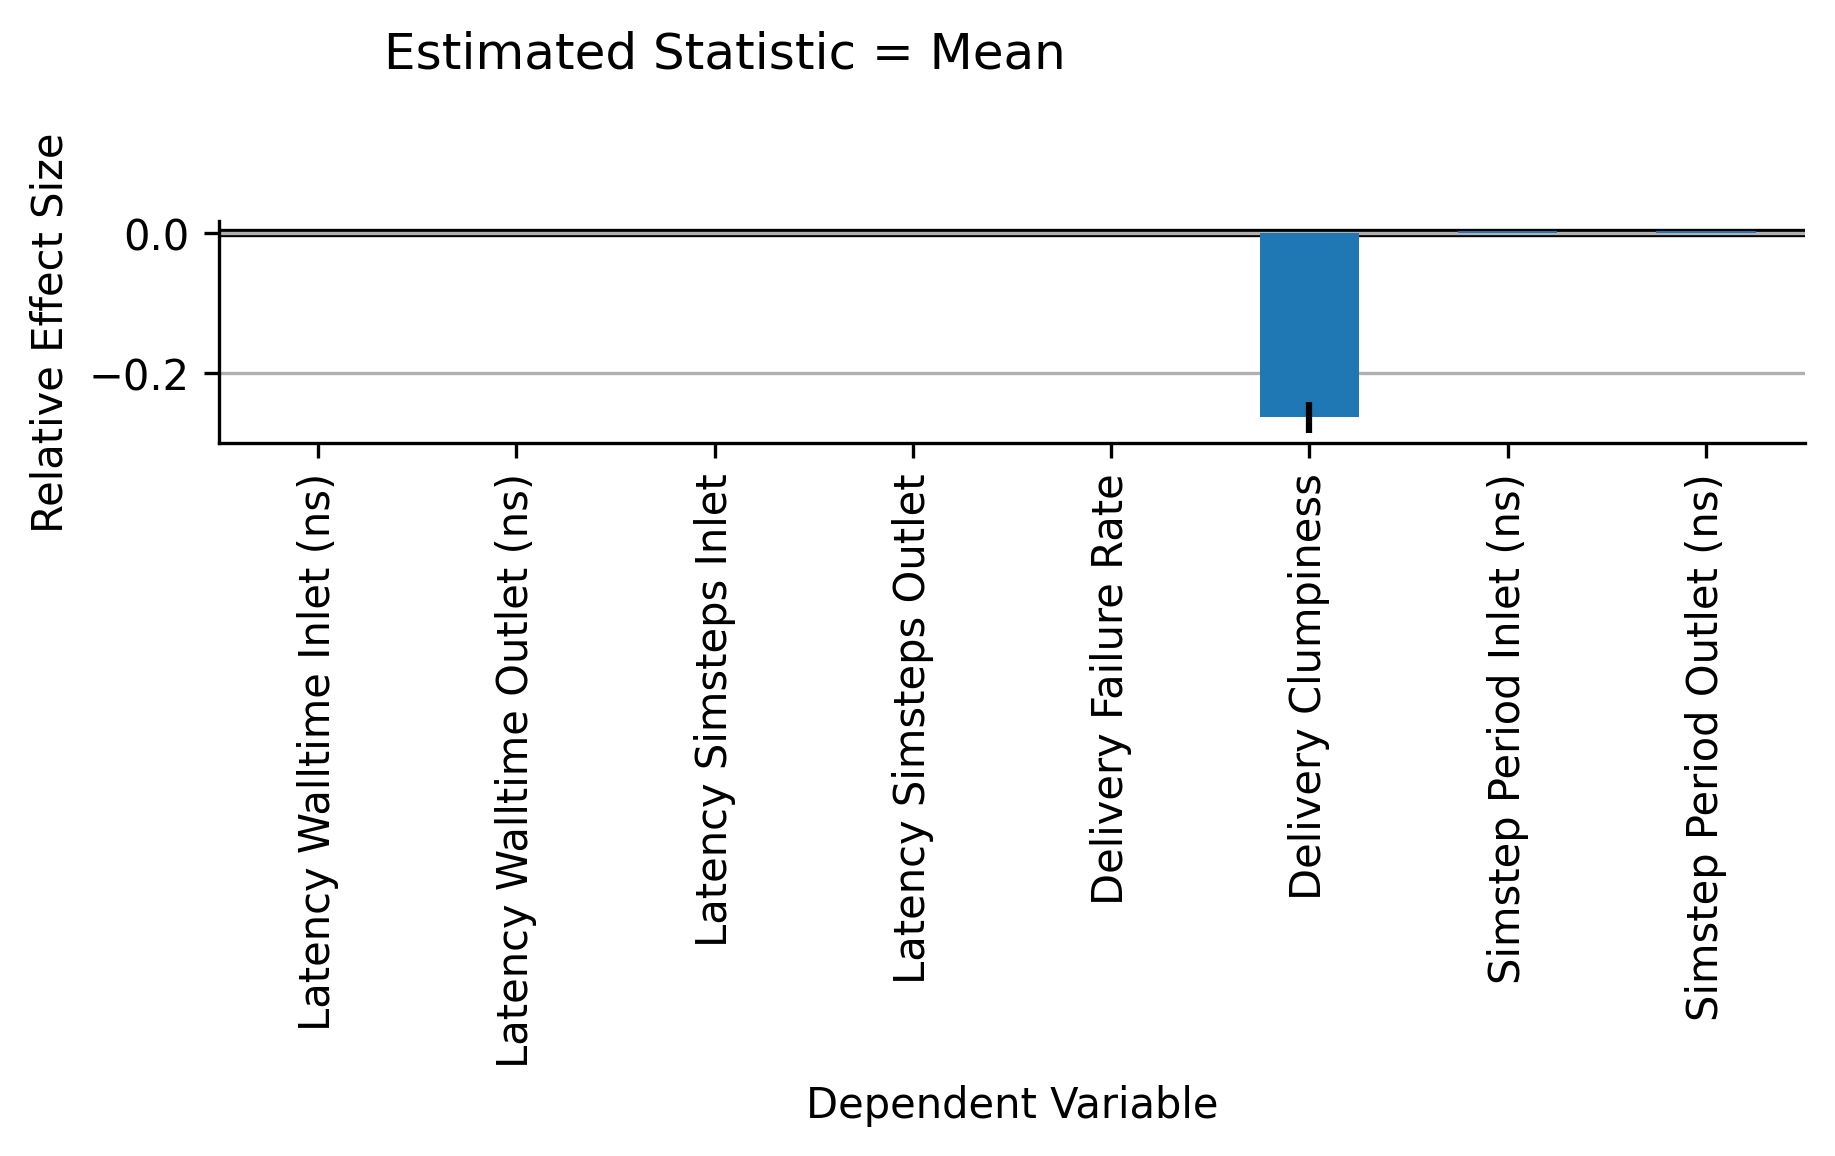 Estimated Statistic = Mean
Relative Effect Size
0.0
−0.2
Latency Walltime Inlet (ns)
Latency Walltime Outlet (ns)
Latency Simsteps Inlet
Latency Simsteps Outlet
Delivery Failure Rate
Delivery Clumpiness
Simstep Period Inlet (ns)
Simstep Period Outlet (ns)
Dependent Variable